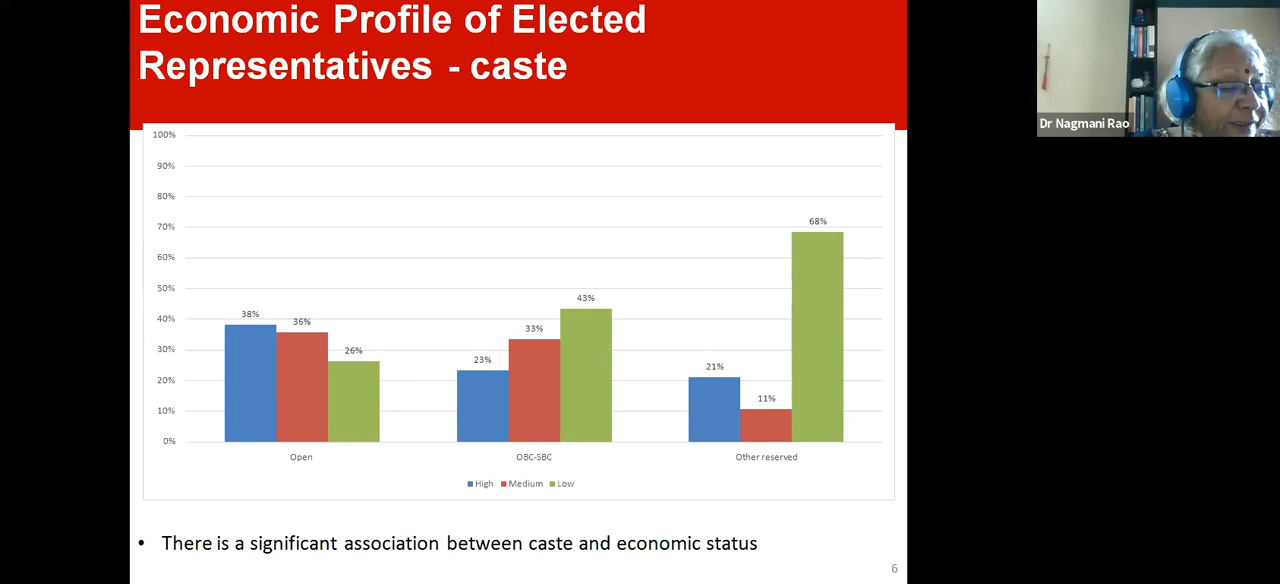 Economic Profile of Elected
Representatives - caste
Dr Nagmani Rao
100%
90%
80%
70%
60%
50%
40%
30%
20%
10%
0%
38%
36%
26%
23%
33%
43%
21%
11%
68%
Open
OBC-SBC
Other reserved
High
Medium
Low
• There is a significant association between caste and economic status
6